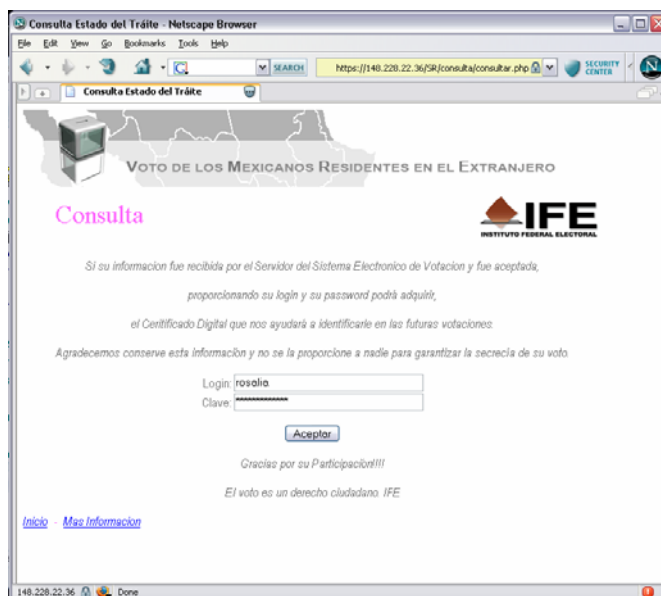 Consulta Estado del Tráite - Netscape Browser
File Edit View Go Bookmarks Tools Help
SEARCH https://148.228.22.36/SR/consulta/consultar.php SECURITY CENTER N
Consulta Estado del Tráite
VOTO DE LOS MEXICANOS RESIDENTES EN EL EXTRANJERO
Consulta
IFE
INSTITUTO FEDERAL ELECTORAL
Si su informacion fue recibida por el Servidor del Sistema Electronico de Votacion y fue aceptada,
proporcionando su login y su password podrà adquirir,
el Ceritificado Digital que nos ayudarà a identificarle en las futuras votaciones.
Agradecemos conserve esta informaciòn y no se la proporcione a nadie para garantizar la secrecia de su voto.
Login: rosalia
Clave: *************
Aceptar
Gracias por su Participaciòn!!!!
El voto es un derecho ciudadano. IFE
Inicio - Mas Informacion
148.228.22.36 Done